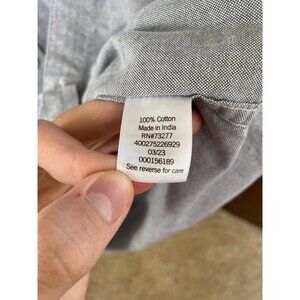 100% Cotton
Made in India
RN#73277
400275226929
03/23
000156189
See reverse for care